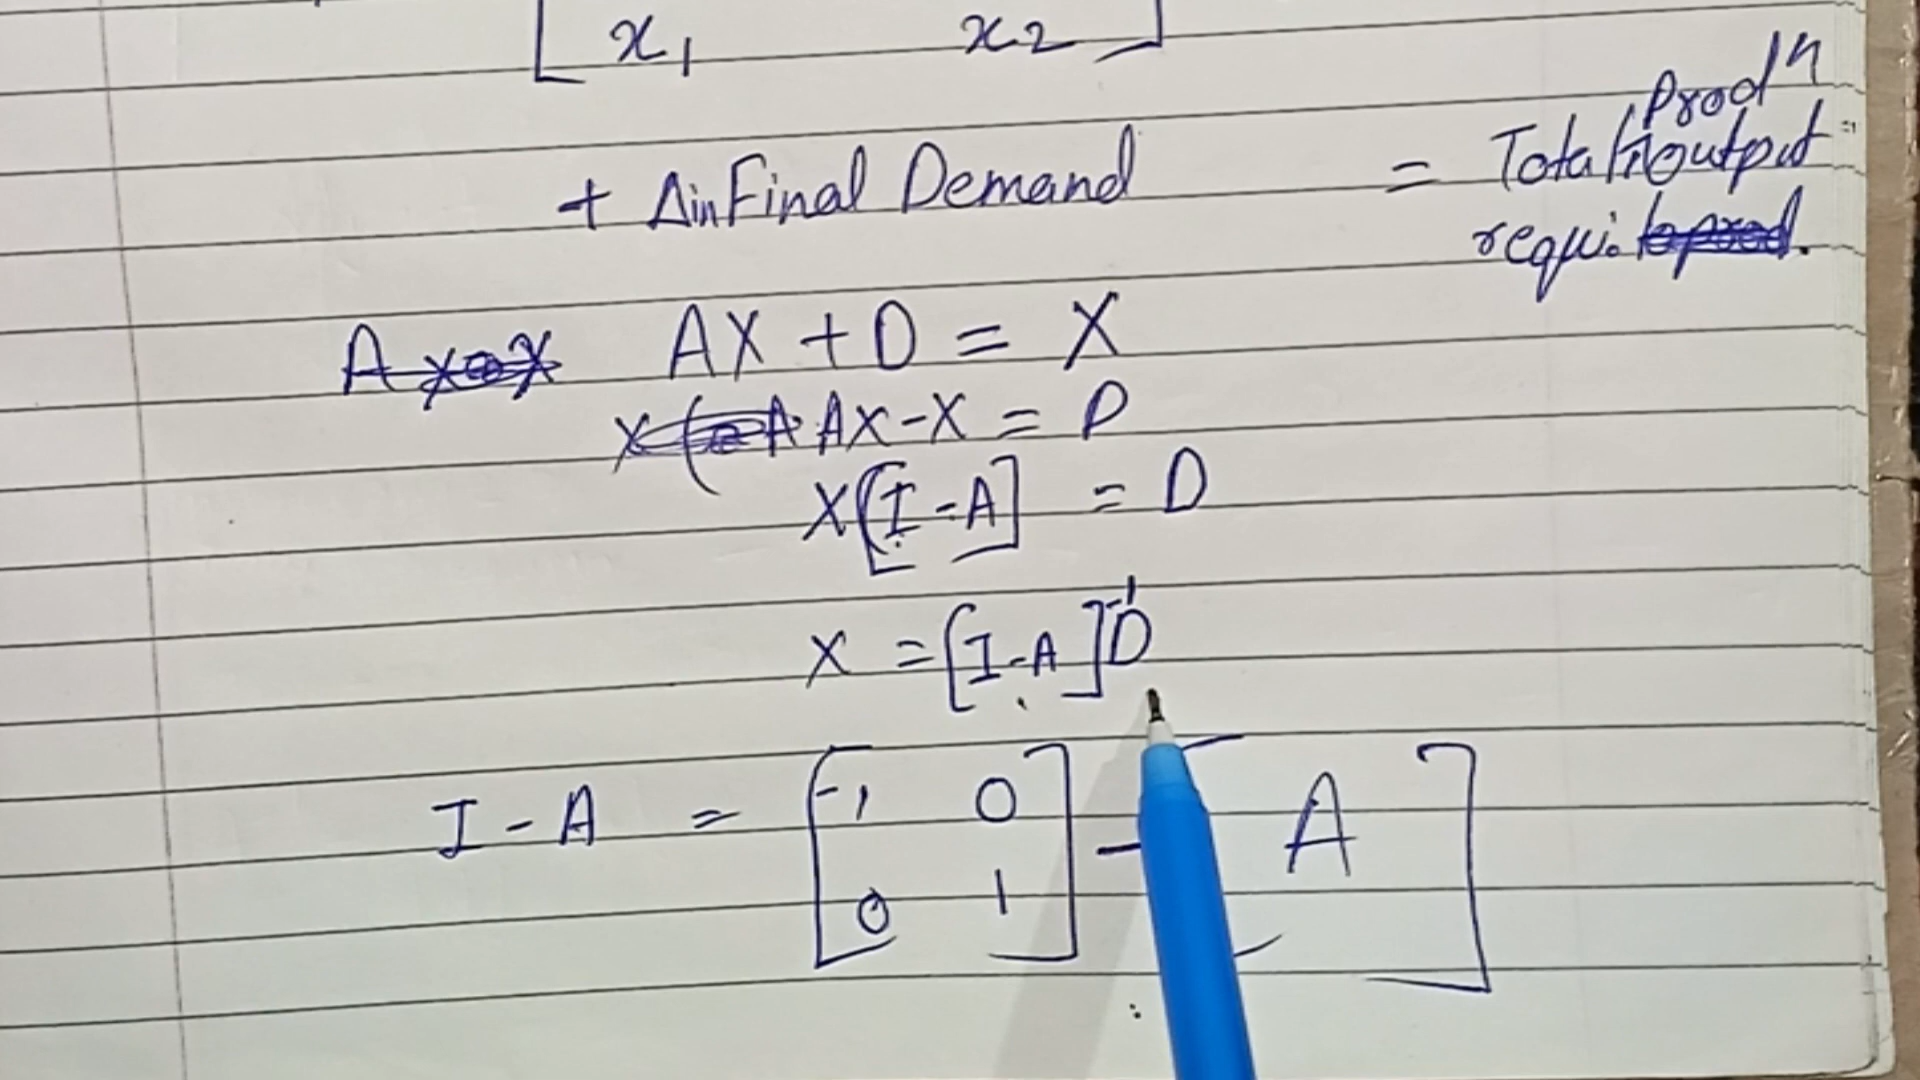 x₁ x₂
Prodⁿ
+ Δ in Final Demand = Total output
requi.
A AX + D = X
AX - X = D
X[I - A] = D
X = [I - A]⁻¹D
I - A = [-1 0] - [A]
0 1